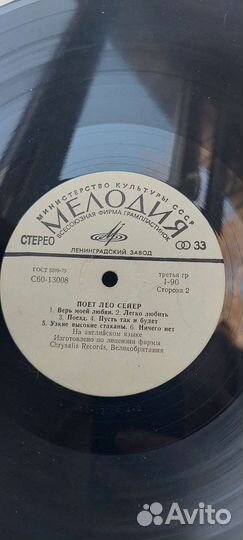 МИНИСТЕРСТВО КУЛЬТУРЫ СССР
МЕЛОДИЯ
ВСЕСОЮЗНАЯ ФИРМА ГРАМПЛАСТИНОК
СТЕРЕО 33
ЛЕНИНГРАДСКИЙ ЗАВОД
ГОСТ 5289-73 третья гр
С60-13008 1-90
Сторона 2
ПОЕТ ЛЕО СЕЙЕР
1. Верь моей любви. 2. Легко любить
3. Поезд. 4. Пусть так и будет
5. Узкие высокие стаканы. 6. Ничего нет
На английском языке
Изготовлено по лицензии фирмы
Chrysalis Records, Великобритания
Avito